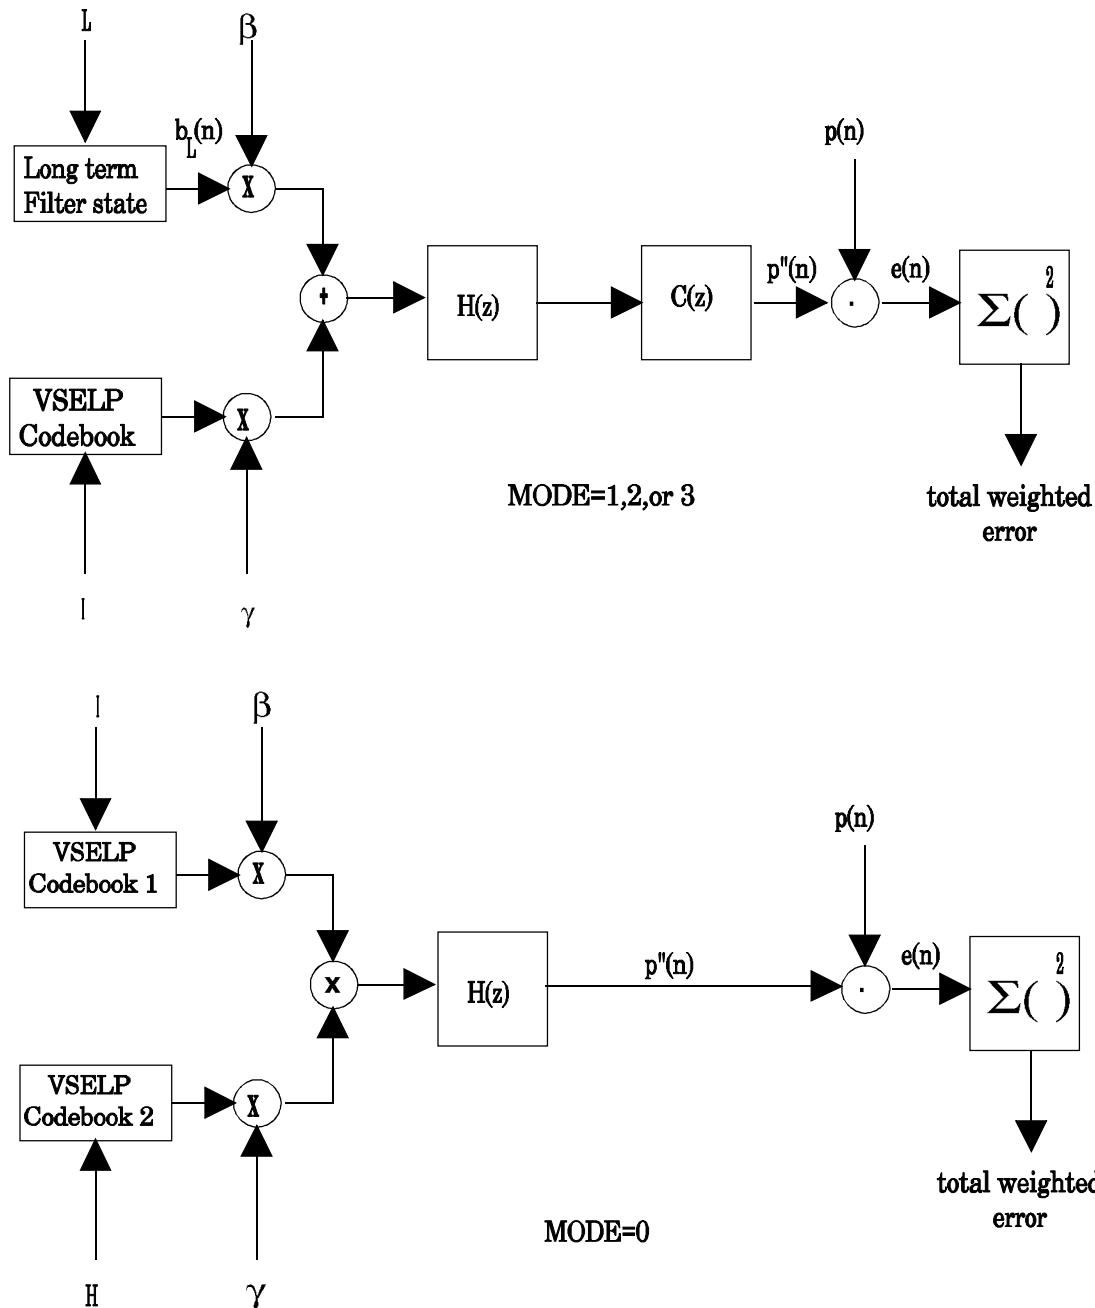 L
β
b_L(n)
Long term
Filter state
X
p(n)
+
H(z)
C(z)
p"(n)
·
e(n)
Σ( )²
VSELP
Codebook
X
MODE=1,2,or 3
total weighted
error
I
γ
I
β
VSELP
Codebook 1
X
p(n)
x
H(z)
p"(n)
·
e(n)
Σ( )²
VSELP
Codebook 2
X
total weighted
error
MODE=0
H
γ